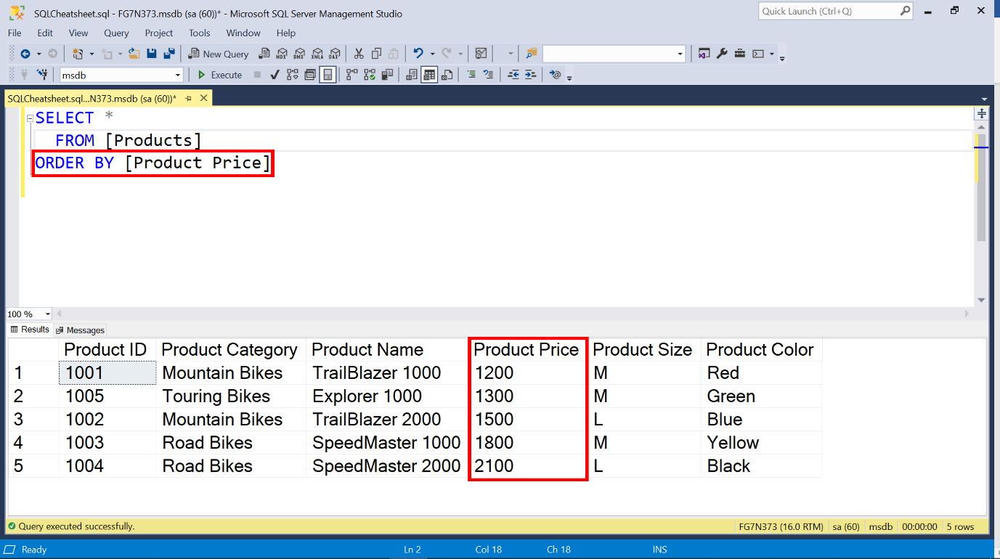 SQLCheatsheet.sql - FG7N373.msdb (sa (60))* - Microsoft SQL Server Management Studio
Quick Launch (Ctrl+Q)
File Edit View Query Project Tools Window Help
New Query MDX DMX XMLA DAX
msdb Execute
SQLCheatsheet.sql...N373.msdb (sa (60))*
SELECT *
FROM [Products]
ORDER BY [Product Price]
100 %
Results Messages
Product ID Product Category Product Name Product Price Product Size Product Color
1 1001 Mountain Bikes TrailBlazer 1000 1200 M Red
2 1005 Touring Bikes Explorer 1000 1300 M Green
3 1002 Mountain Bikes TrailBlazer 2000 1500 L Blue
4 1003 Road Bikes SpeedMaster 1000 1800 M Yellow
5 1004 Road Bikes SpeedMaster 2000 2100 L Black
Query executed successfully. FG7N373 (16.0 RTM) sa (60) msdb 00:00:00 5 rows
Ready Ln 2 Col 18 Ch 18 INS